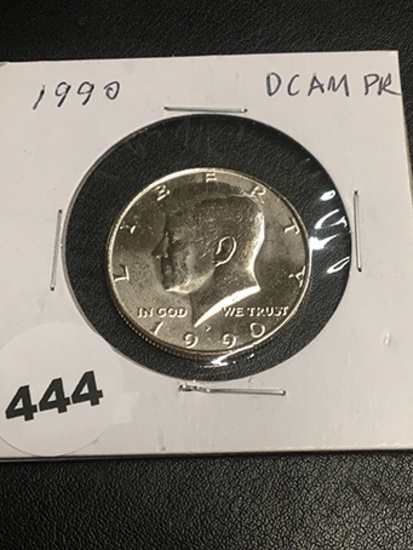 1990 DCAM PR
LIBERTY
IN GOD WE TRUST
P
1990
444